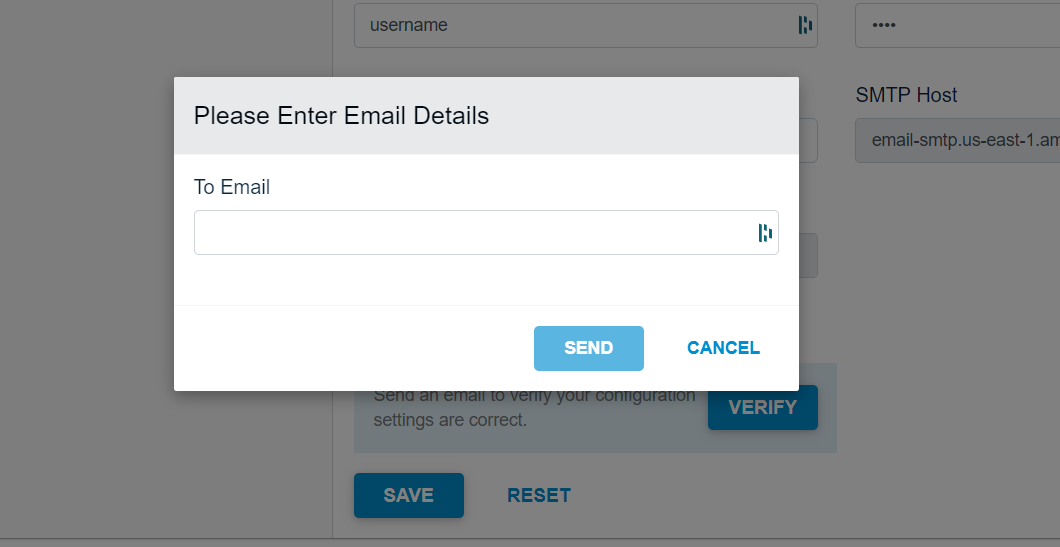 username
••••
Please Enter Email Details
SMTP Host
email-smtp.us-east-1.am
To Email
SEND
CANCEL
Send an email to verify your configuration
settings are correct.
VERIFY
SAVE
RESET